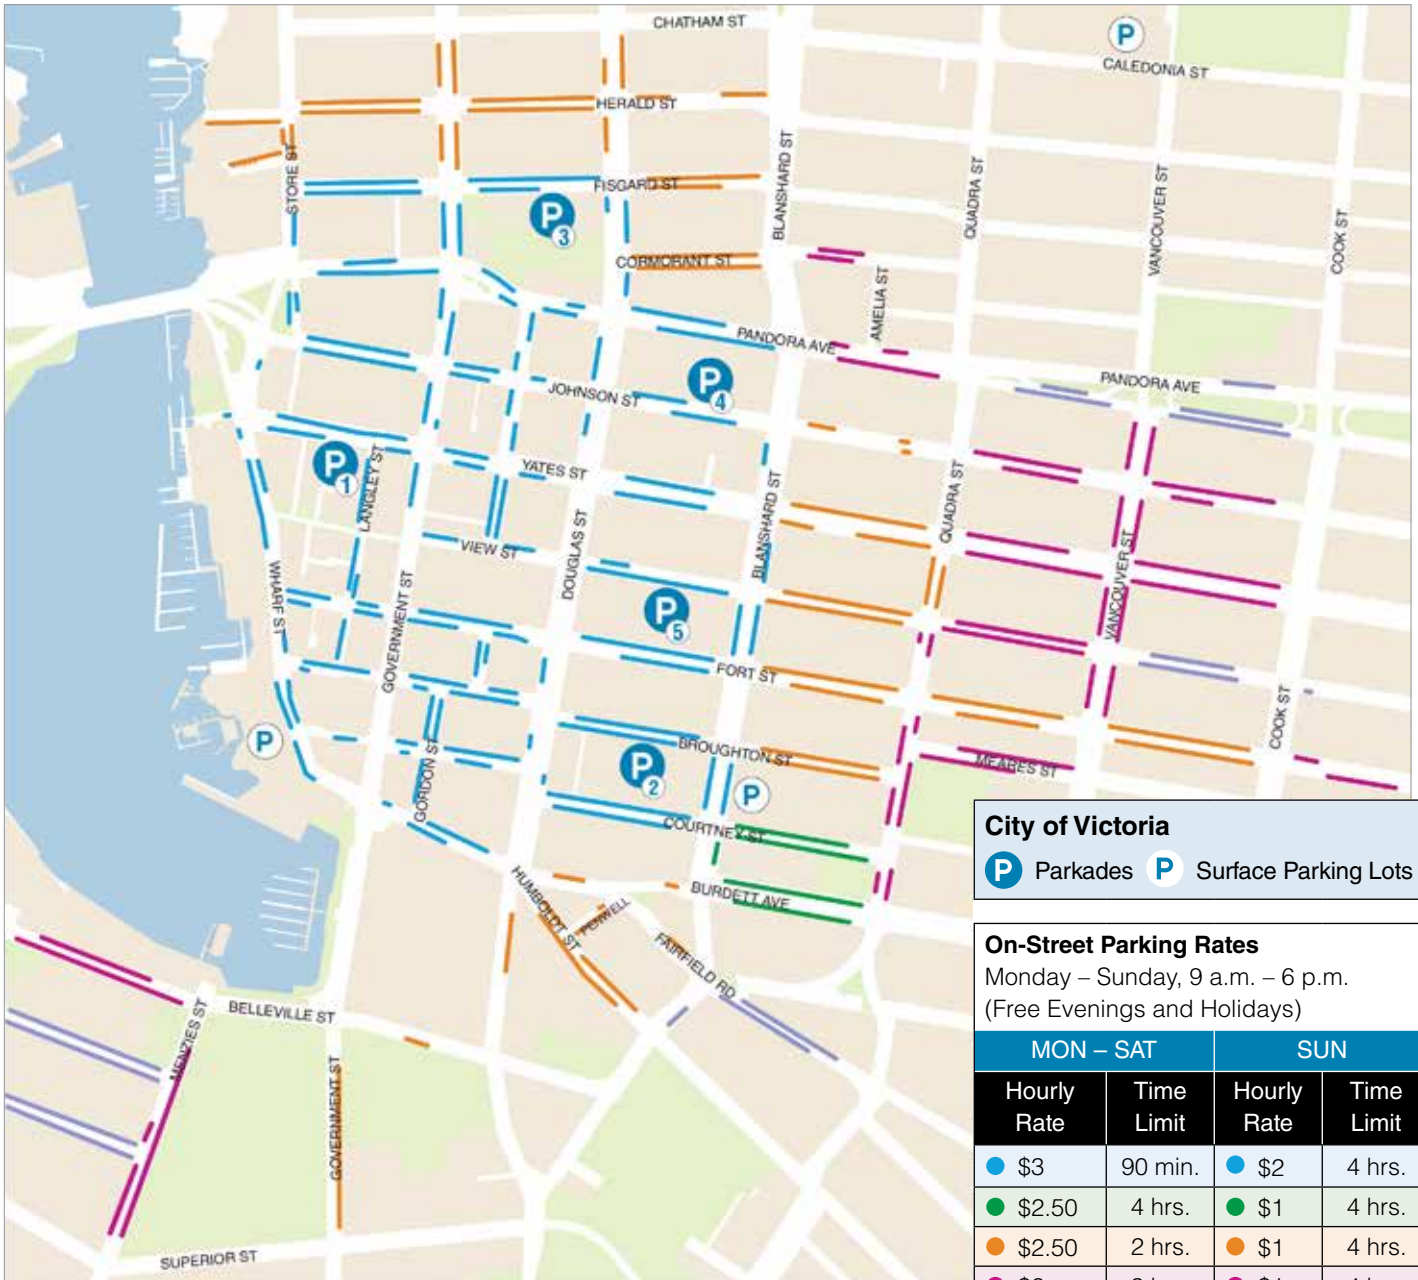 CHATHAM ST
P
CALEDONIA ST
HERALD ST
STORE ST
BLANSHARD ST
QUADRA ST
VANCOUVER ST
COOK ST
FISGARD ST
P
3
CORMORANT ST
AMELIA ST
PANDORA AVE
PANDORA AVE
P
4
JOHNSON ST
P
1
LANGLEY ST
YATES ST
BLANSHARD ST
QUADRA ST
VIEW ST
DOUGLAS ST
VANCOUVER ST
WHARF ST
GOVERNMENT ST
P
5
FORT ST
COOK ST
P
GORDON ST
BROUGHTON ST
P
2
P
MEARES ST
COURTNEY ST
HUMBOLDT ST
BURDETT AVE
PENWELL
FAIRFIELD RD
BELLEVILLE ST
MENZIES ST
GOVERNMENT ST
SUPERIOR ST
City of Victoria
P Parkades P Surface Parking Lots
On-Street Parking Rates
Monday – Sunday, 9 a.m. – 6 p.m.
(Free Evenings and Holidays)
MON – SAT SUN
Hourly Rate Time Limit Hourly Rate Time Limit
$3 90 min. $2 4 hrs.
$2.50 4 hrs. $1 4 hrs.
$2.50 2 hrs. $1 4 hrs.